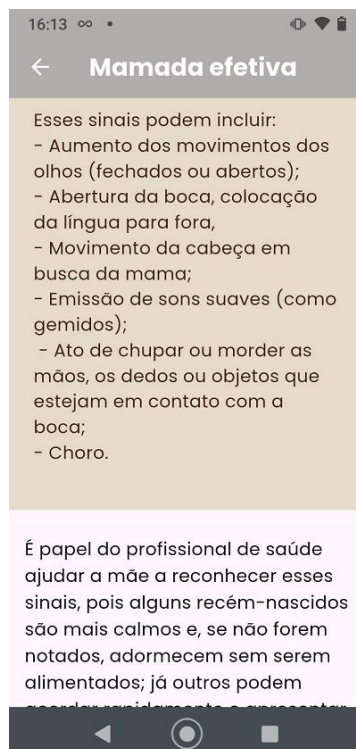 16:13
Mamada efetiva
Esses sinais podem incluir:
- Aumento dos movimentos dos
olhos (fechados ou abertos);
- Abertura da boca, colocação
da língua para fora,
- Movimento da cabeça em
busca da mama;
- Emissão de sons suaves (como
gemidos);
- Ato de chupar ou morder as
mãos, os dedos ou objetos que
estejam em contato com a
boca;
- Choro.
É papel do profissional de saúde
ajudar a mãe a reconhecer esses
sinais, pois alguns recém-nascidos
são mais calmos e, se não forem
notados, adormecem sem serem
alimentados; já outros podem
acordar rapidamente e apresentar